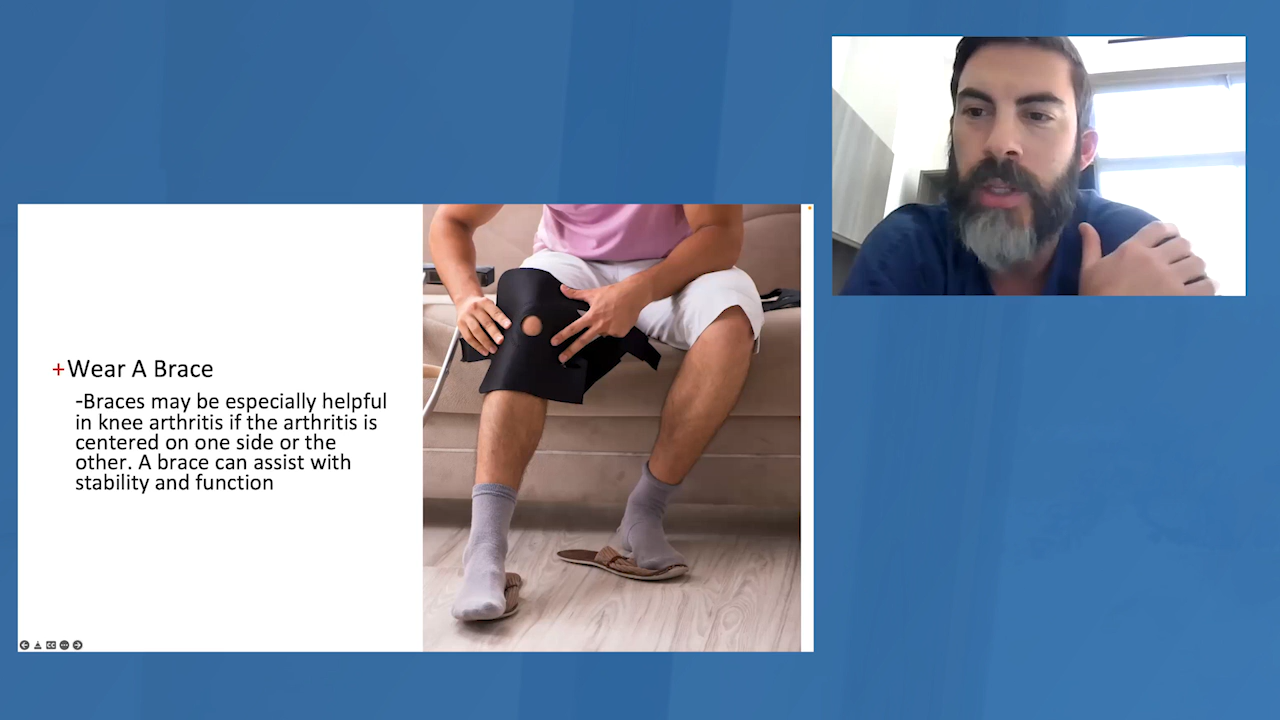 +Wear A Brace
-Braces may be especially helpful
in knee arthritis if the arthritis is
centered on one side or the
other. A brace can assist with
stability and function